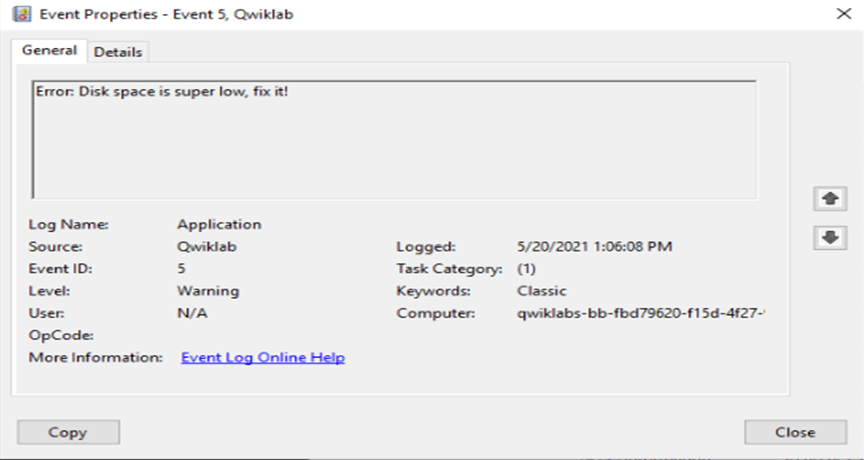 Event Properties - Event 5, Qwiklab
General Details
Error: Disk space is super low, fix it!
Log Name: Application
Source: Qwiklab Logged: 5/20/2021 1:06:08 PM
Event ID: 5 Task Category: (1)
Level: Warning Keywords: Classic
User: N/A Computer: qwiklabs-bb-fbd79620-f15d-4f27-
OpCode:
More Information: Event Log Online Help
Copy Close